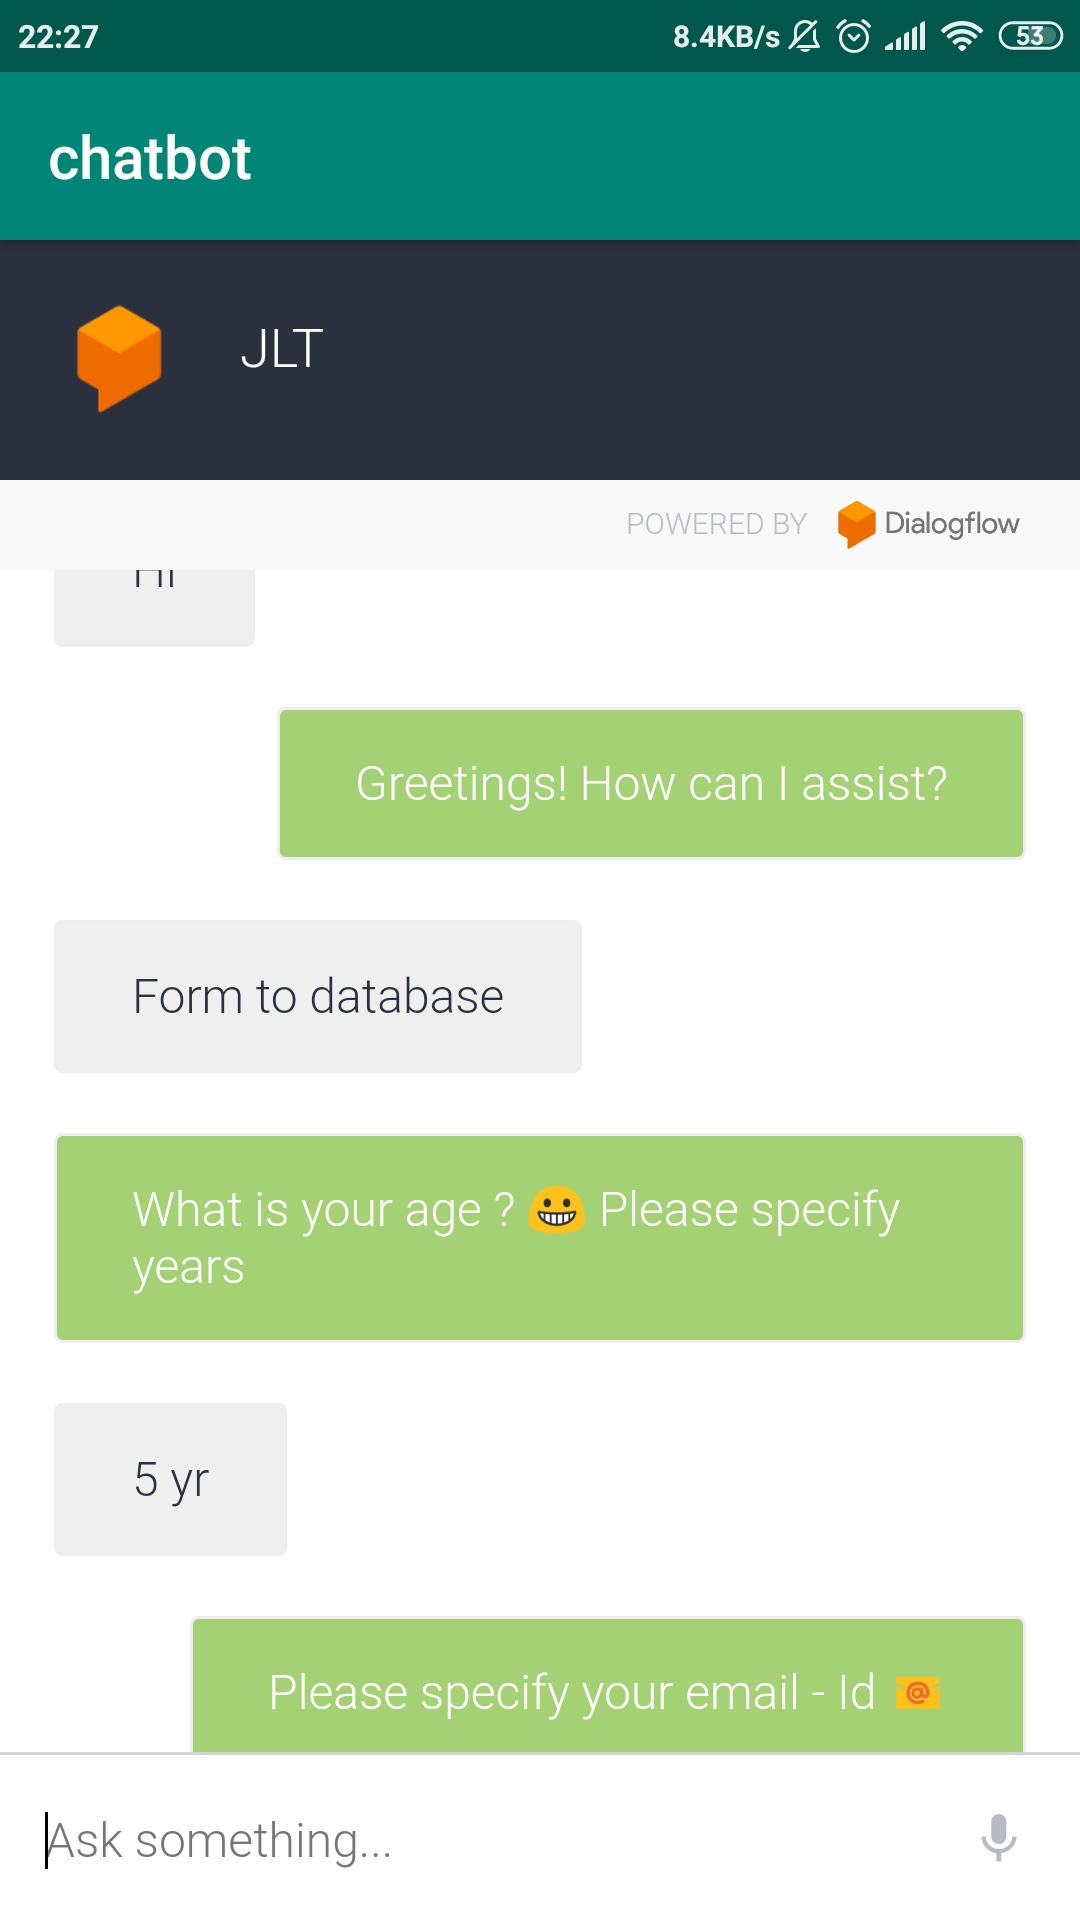 22:27 8.4KB/s 53
chatbot
JLT
POWERED BY Dialogflow
Hi
Greetings! How can I assist?
Form to database
What is your age ? 😀 Please specify
years
5 yr
Please specify your email - Id 📧
Ask something...